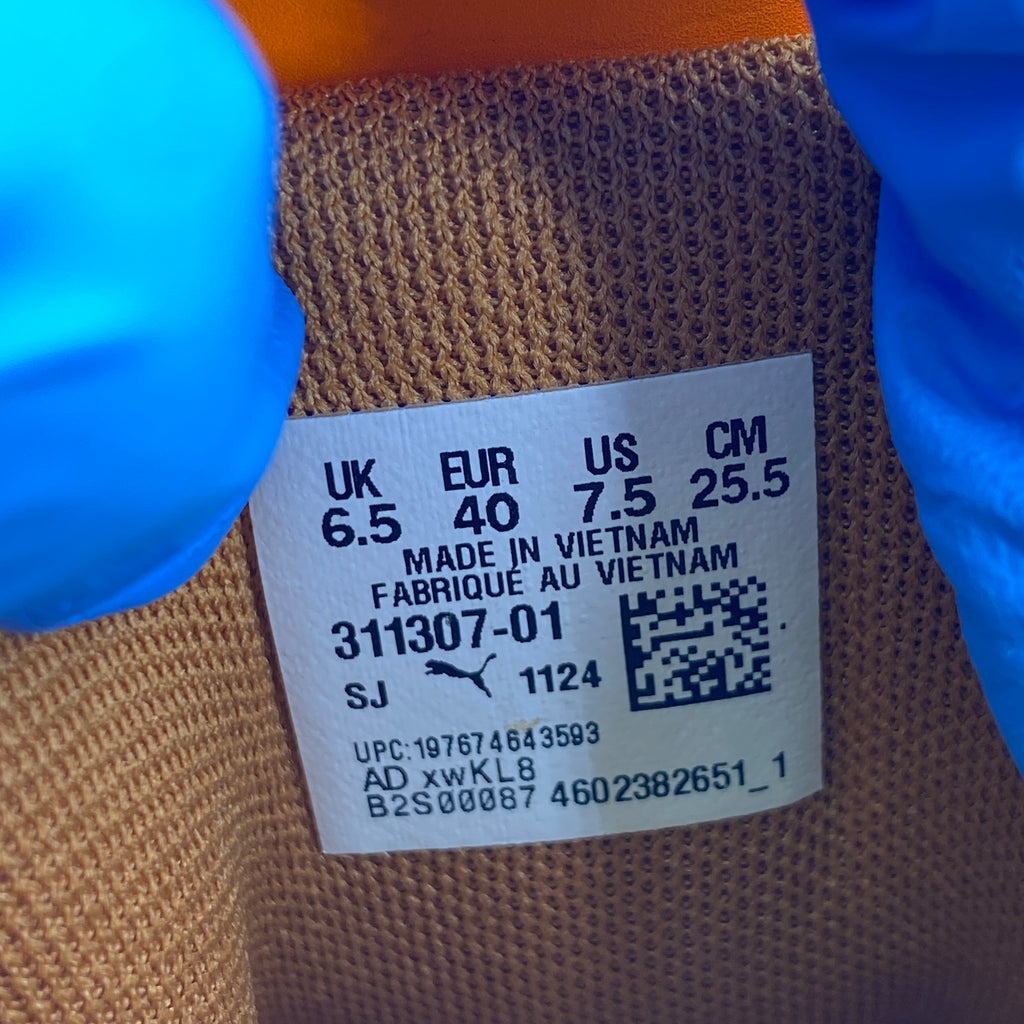 UK EUR US CM
6.5 40 7.5 25.5
MADE IN VIETNAM
FABRIQUÉ AU VIETNAM
311307-01
SJ 1124
UPC:197674643593
AD xwKL8
B2S00087 4602382651_1